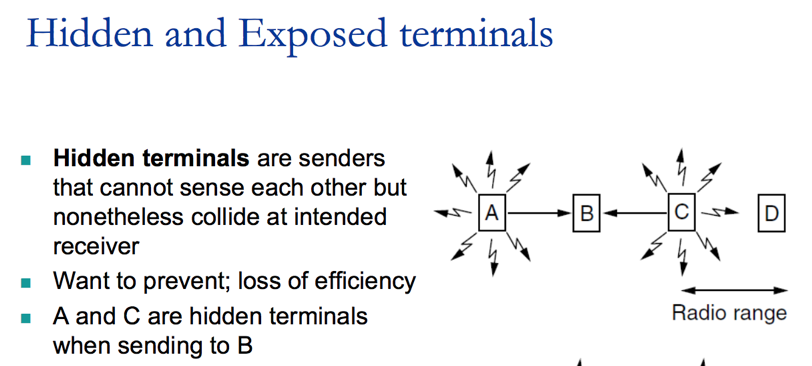 Hidden and Exposed terminals
Hidden terminals are senders
that cannot sense each other but
nonetheless collide at intended
receiver
Want to prevent; loss of efficiency
A and C are hidden terminals
when sending to B
A B C D
Radio range